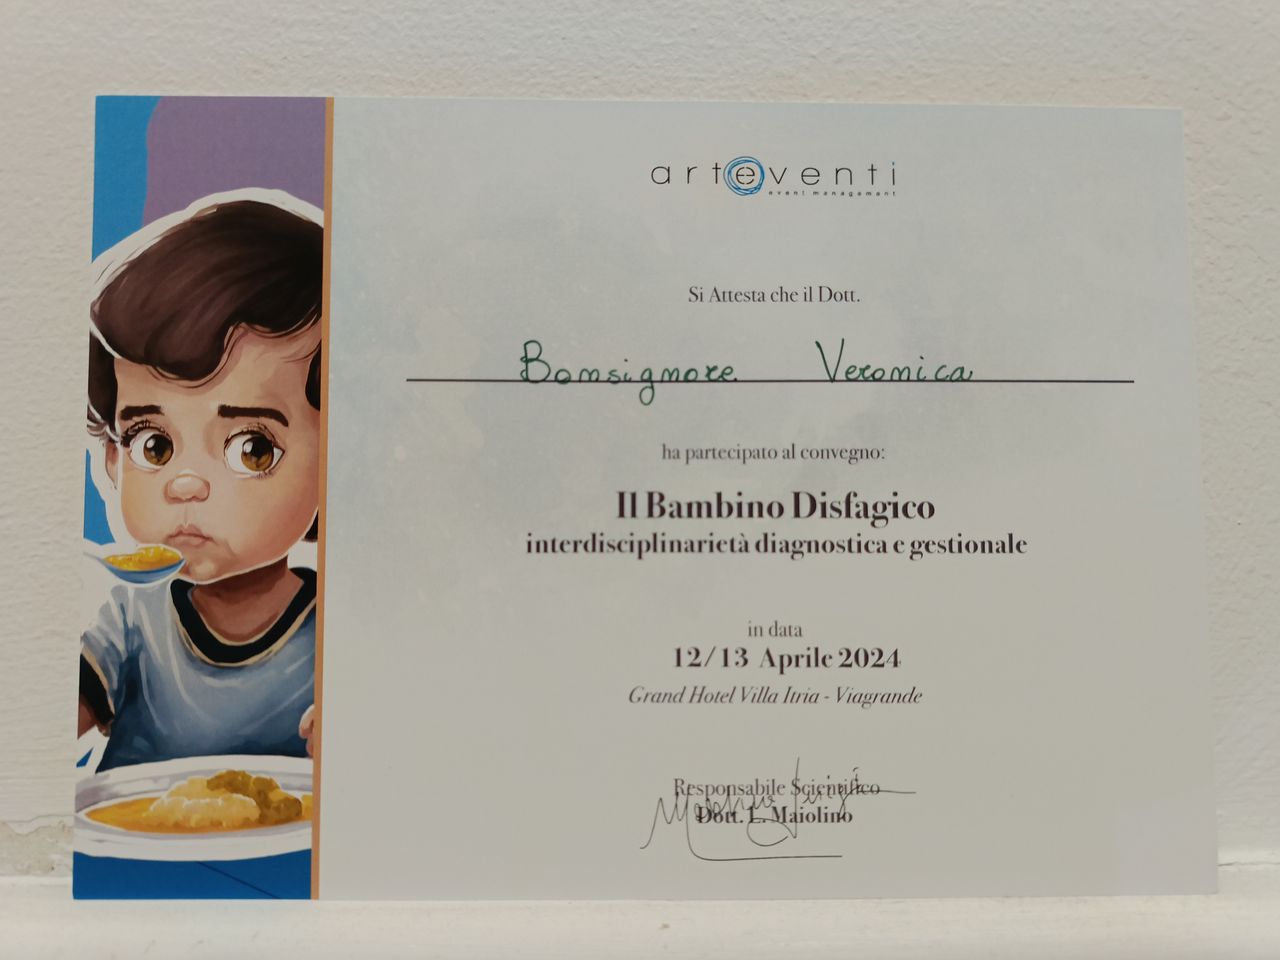 arteventi
event management
Si Attesta che il Dott.
Bonsignore Veronica
ha partecipato al convegno:
Il Bambino Disfagico
interdisciplinarietà diagnostica e gestionale
in data
12/13 Aprile 2024
Grand Hotel Villa Itria - Viagrande
Responsabile Scientifico
Dott. L. Maiolino